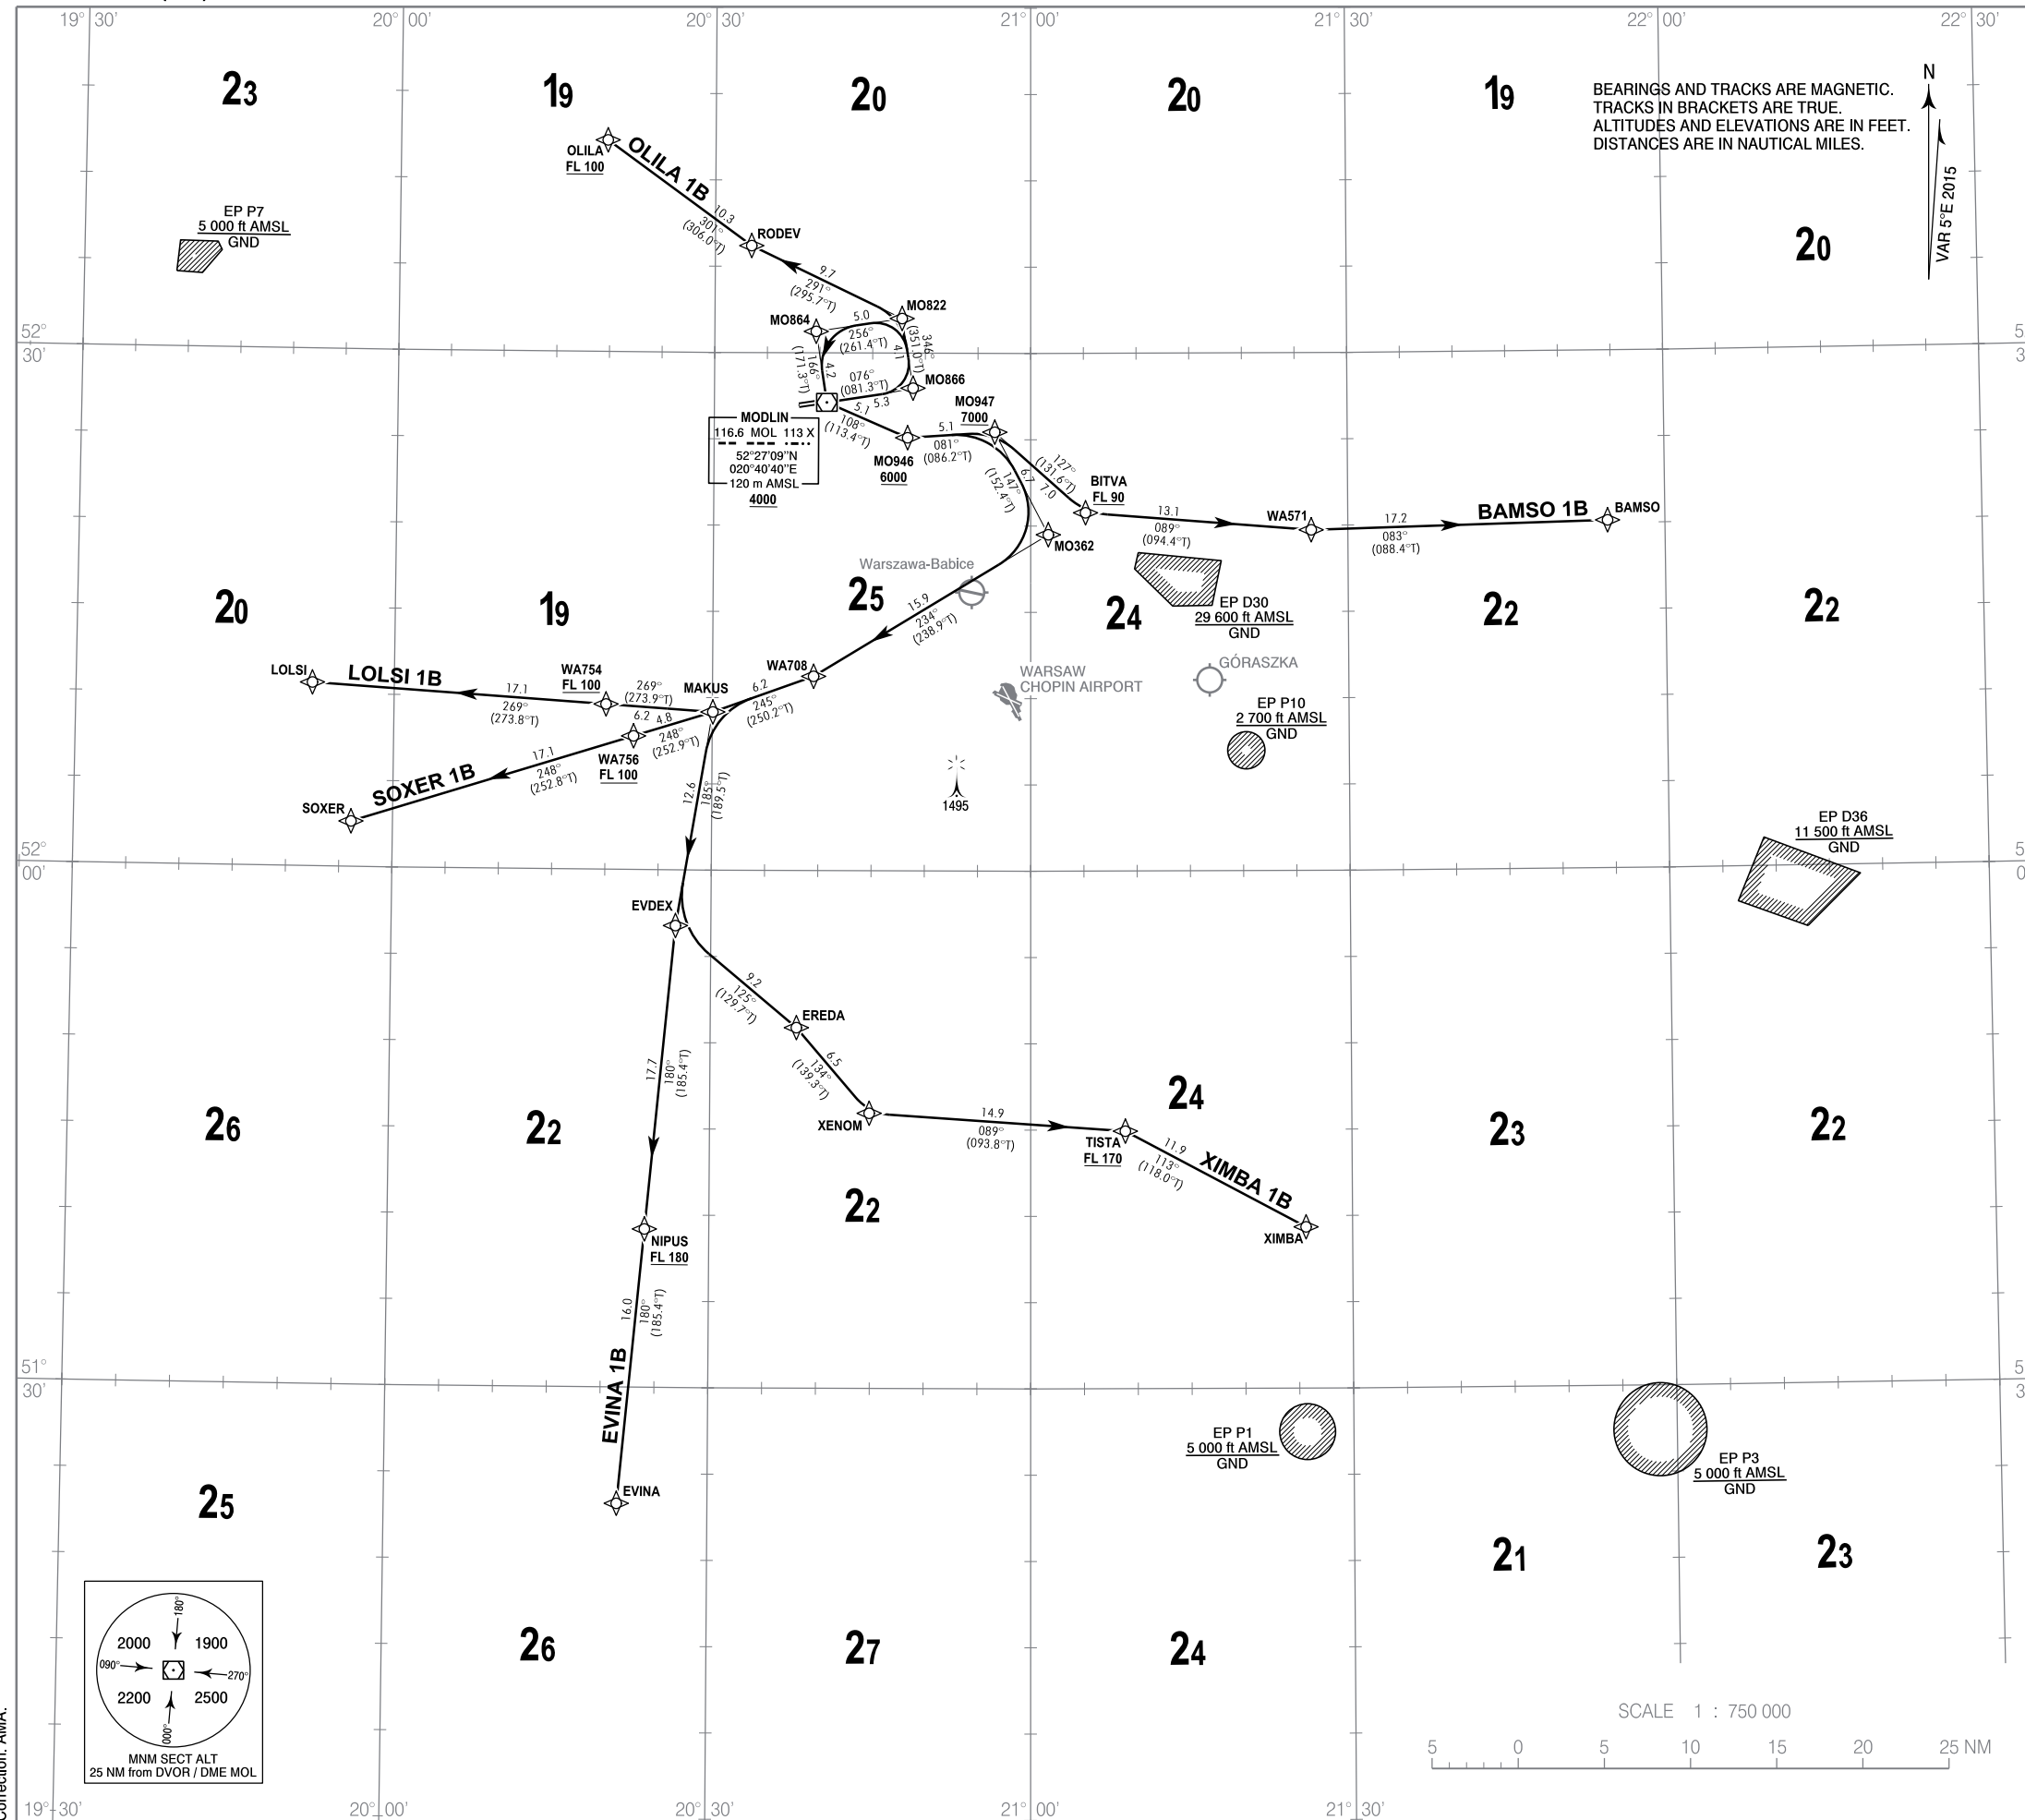 19° 30'
20° 00'
20° 30'
21° 00'
21° 30'
22° 00'
22° 30'
23
19
20
20
19
BEARINGS AND TRACKS ARE MAGNETIC.
TRACKS IN BRACKETS ARE TRUE.
ALTITUDES AND ELEVATIONS ARE IN FEET.
DISTANCES ARE IN NAUTICAL MILES.
N
VAR 5°E 2015
OLILA
FL 100
OLILA 1B
10.3
301°
(306.0°T)
EP P7
5 000 ft AMSL
GND
RODEV
20
9.7
291°
(295.7°T)
MO822
MO864
5.0
256°
(261.4°T)
346°
(351.0°T)
4.1
52°
30'
166°
(171.3°T)
4.2
076°
(081.3°T)
5.3
MO866
MODLIN
116.6 MOL 113 X
52°27'09"N
020°40'40"E
120 m AMSL
4000
5.1
108°
(113.4°T)
MO946
6000
5.1
081°
(086.2°T)
MO947
7000
127°
(131.6°T)
7.0
6.7
147°
(152.4°T)
BITVA
FL 90
13.1
089°
(094.4°T)
WA571
17.2
083°
(088.4°T)
BAMSO 1B
BAMSO
MO362
Warszawa-Babice
20
19
25
24
22
22
EP D30
29 600 ft AMSL
GND
15.9
234°
(238.9°T)
LOLSI
LOLSI 1B
17.1
269°
(273.8°T)
WA754
FL 100
269°
(273.9°T)
6.2
MAKUS
WA708
6.2
245°
(250.2°T)
WARSAW
CHOPIN AIRPORT
GÓRASZKA
EP P10
2 700 ft AMSL
GND
4.8
248°
(252.9°T)
WA756
FL 100
17.1
248°
(252.8°T)
SOXER 1B
SOXER
12.6
185°
(189.5°T)
1495
EP D36
11 500 ft AMSL
GND
52°
00'
EVDEX
9.2
125°
(129.7°T)
EREDA
6.5
134°
(139.3°T)
17.7
180°
(185.4°T)
XENOM
14.9
089°
(093.8°T)
TISTA
FL 170
11.9
113°
(118.0°T)
XIMBA 1B
XIMBA
26
22
24
23
22
22
NIPUS
FL 180
16.0
180°
(185.4°T)
EVINA 1B
EVINA
51°
30'
EP P1
5 000 ft AMSL
GND
EP P3
5 000 ft AMSL
GND
25
21
23
26
27
24
180°
2000
1900
090°
270°
2200
2500
000°
MNM SECT ALT
25 NM from DVOR / DME MOL
SCALE 1 : 750 000
5 0 5 10 15 20 25 NM
19° 30'
20° 00'
20° 30'
21° 00'
21° 30'